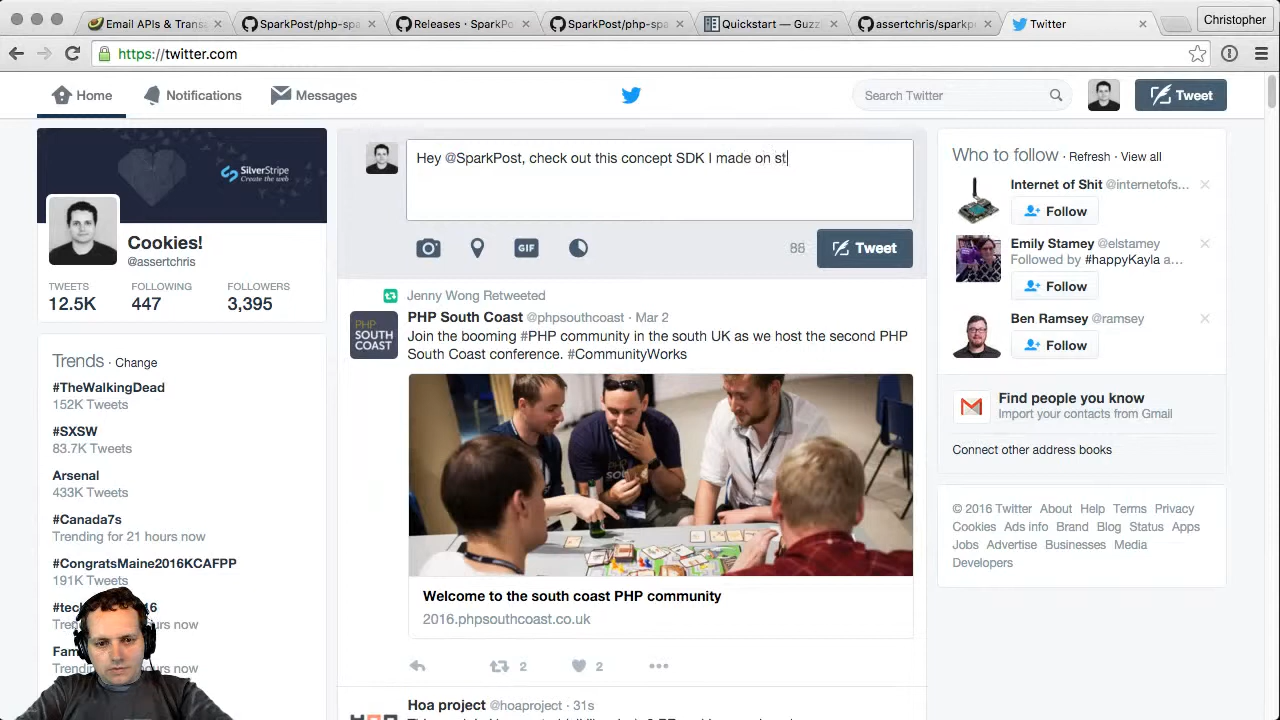 Email APIs & Transa
SparkPost/php-spa
Releases · SparkPo
SparkPost/php-spa
Quickstart — Guzzl
assertchris/sparkp
Twitter
Christopher
https://twitter.com
Home
Notifications
Messages
Search Twitter
Tweet
SilverStripe
Create the web
Cookies!
@assertchris
TWEETS
FOLLOWING
FOLLOWERS
12.5K
447
3,395
Trends · Change
#TheWalkingDead
152K Tweets
#SXSW
83.7K Tweets
Arsenal
433K Tweets
#Canada7s
Trending for 21 hours now
#CongratsMaine2016KCAFPP
191K Tweets
Hey @SparkPost, check out this concept SDK I made on st
GIF
Tweet
Jenny Wong Retweeted
PHP SOUTH COAST
PHP South Coast @phpsouthcoast · Mar 2
Join the booming #PHP community in the south UK as we host the second PHP
South Coast conference. #CommunityWorks
Welcome to the south coast PHP community
2016.phpsouthcoast.co.uk
2
2
Hoa project @hoaproject · 31s
Who to follow · Refresh · View all
Internet of Shit @internetofs...
Follow
Emily Stamey @elstamey
Followed by #happyKayla a...
Follow
Ben Ramsey @ramsey
Follow
Find people you know
Import your contacts from Gmail
Connect other address books
© 2016 Twitter About Help Terms Privacy
Cookies Ads info Brand Blog Status Apps
Jobs Advertise Businesses Media
Developers